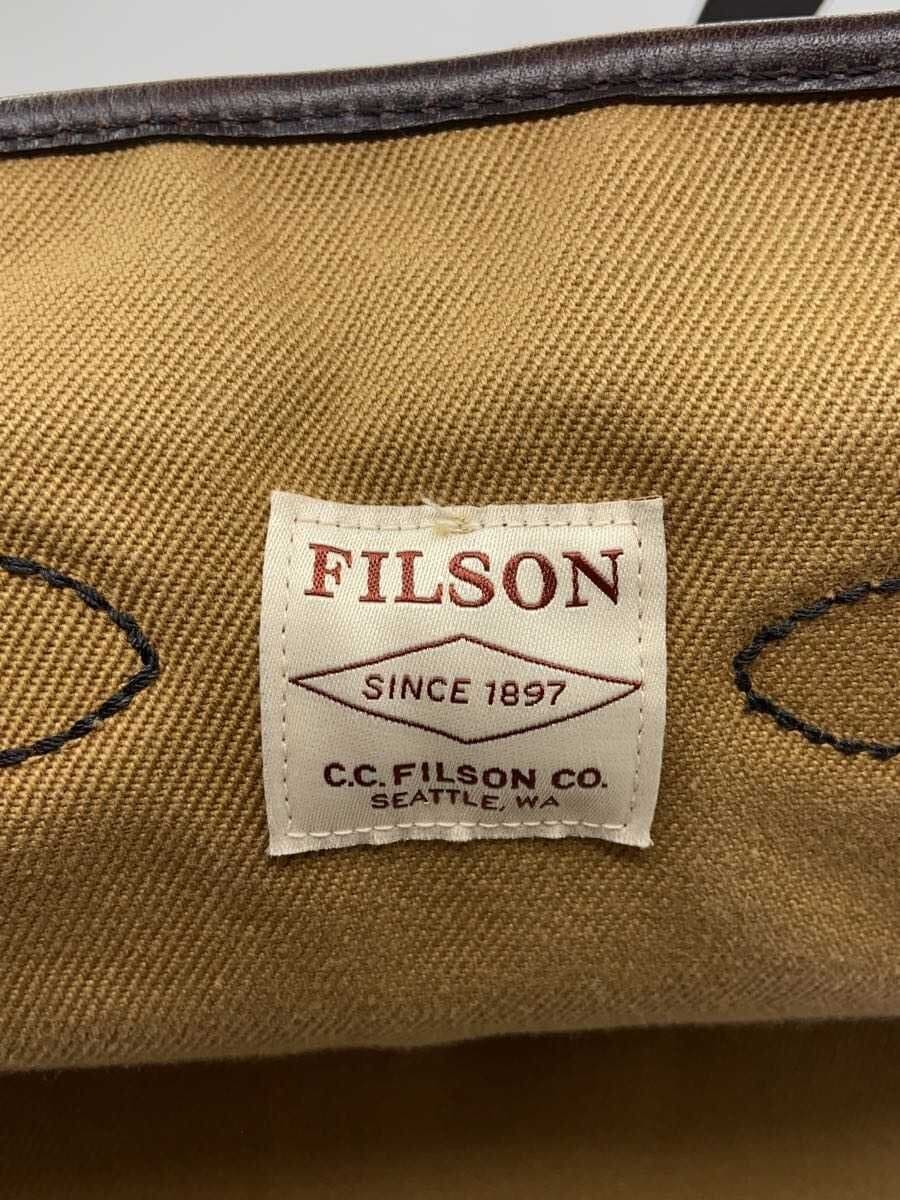 FILSON
SINCE 1897
C.C. FILSON CO.
SEATTLE, WA